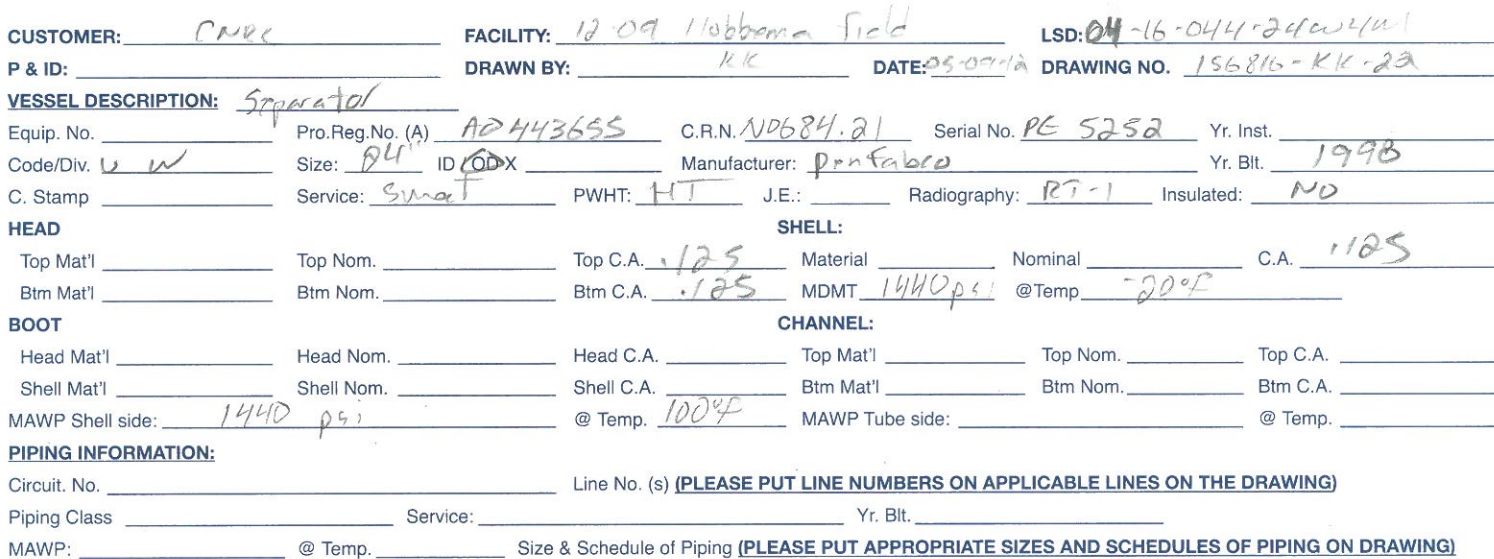 CUSTOMER: CNRL FACILITY: 12-09 Hobbema field LSD: 04-16-044-24W4M
P & ID: DRAWN BY: KK DATE: 05-09-12 DRAWING NO. 156816-KK-22
VESSEL DESCRIPTION: Separator
Equip. No. Pro.Reg.No. (A) AO443655 C.R.N. N0684.21 Serial No. PE 5252 Yr. Inst.
Code/Div. U W Size: 24" ID OD X Manufacturer: Penfabco Yr. Blt. 1998
C. Stamp Service: Sweet PWHT: HT J.E.: Radiography: RT-1 Insulated: NO
HEAD SHELL:
Top Mat'l Top Nom. Top C.A. .125 Material Nominal C.A. .125
Btm Mat'l Btm Nom. Btm C.A. .125 MDMT 1440psi @Temp -20°F
BOOT CHANNEL:
Head Mat'l Head Nom. Head C.A. Top Mat'l Top Nom. Top C.A.
Shell Mat'l Shell Nom. Shell C.A. Btm Mat'l Btm Nom. Btm C.A.
MAWP Shell side: 1440 psi @ Temp. 100°F MAWP Tube side: @ Temp.
PIPING INFORMATION:
Circuit. No. Line No. (s) (PLEASE PUT LINE NUMBERS ON APPLICABLE LINES ON THE DRAWING)
Piping Class Service: Yr. Blt.
MAWP: @ Temp. Size & Schedule of Piping (PLEASE PUT APPROPRIATE SIZES AND SCHEDULES OF PIPING ON DRAWING)